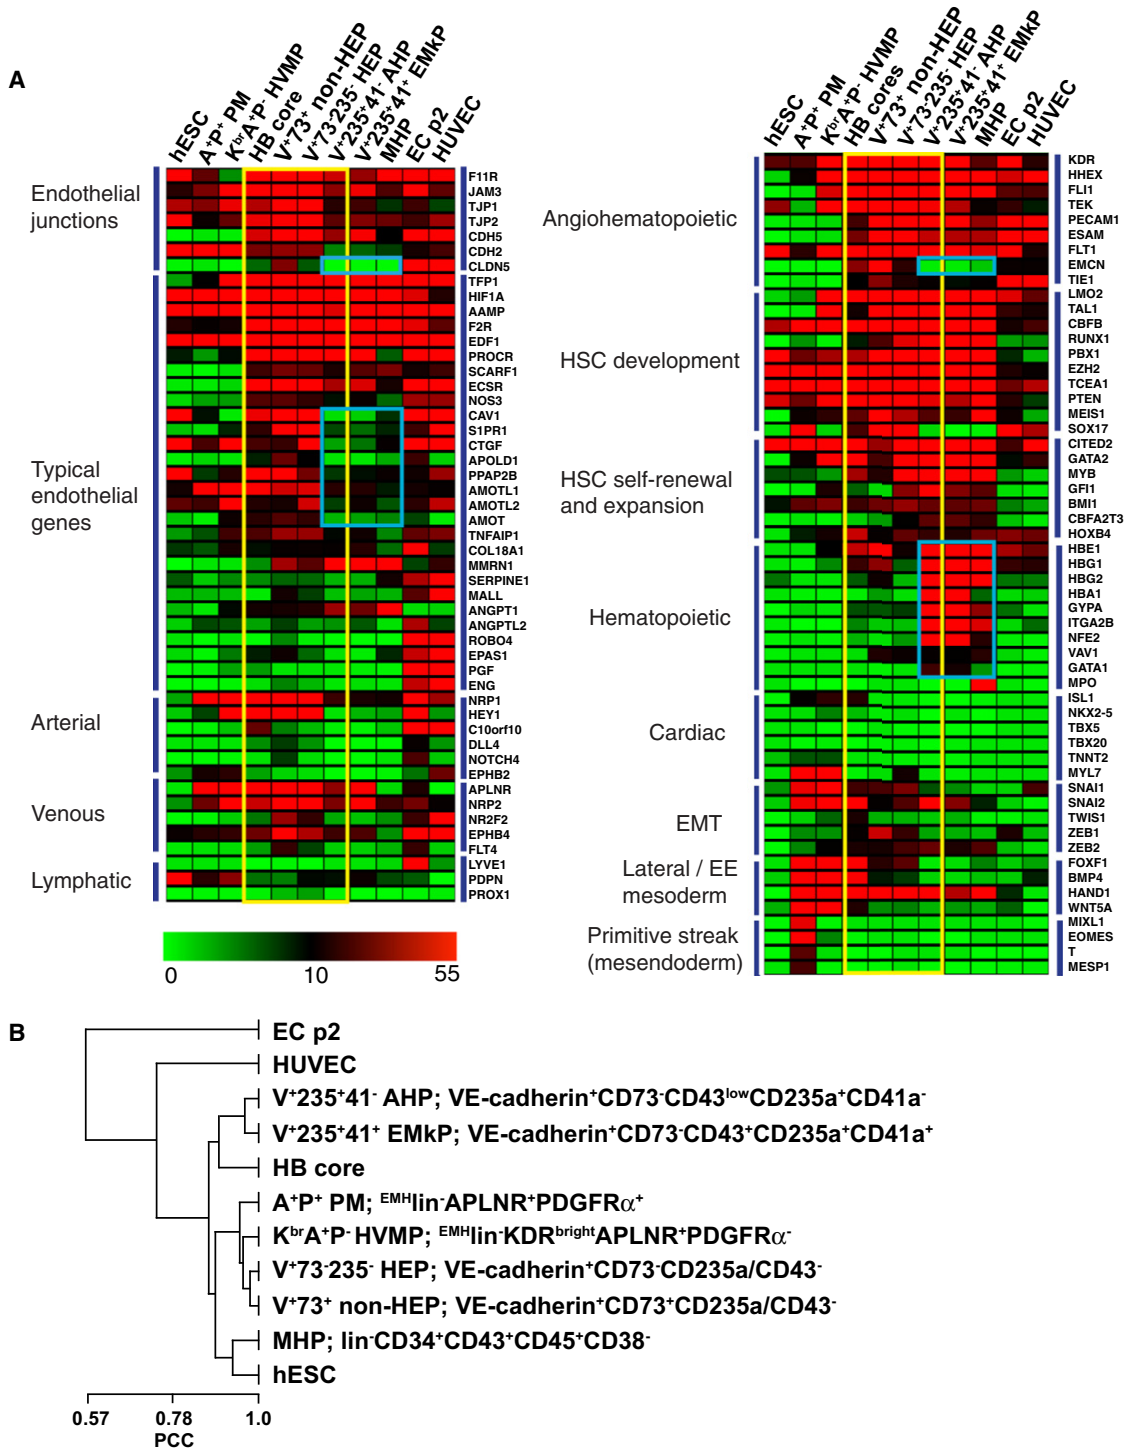 A
hESC
A⁺P⁺ PM
KᵇʳA⁺P⁻ HVMP
HB core
V⁺73⁺ non-HEP
V⁺73⁻235⁻ HEP
V⁺235⁺41⁻ AHP
V⁺235⁺41⁺ EMkP
MHP
EC p2
HUVEC
Endothelial
junctions
F11R
JAM3
TJP1
TJP2
CDH5
CDH2
CLDN5
Typical
endothelial
genes
TFP1
HIF1A
AAMP
F2R
EDF1
PROCR
SCARF1
ECSR
NOS3
CAV1
S1PR1
CTGF
APOLD1
PPAP2B
AMOTL1
AMOTL2
AMOT
TNFAIP1
COL18A1
MMRN1
SERPINE1
MALL
ANGPT1
ANGPTL2
ROBO4
EPAS1
PGF
ENG
Arterial
NRP1
HEY1
C10orf10
DLL4
NOTCH4
EPHB2
Venous
APLNR
NRP2
NR2F2
EPHB4
FLT4
Lymphatic
LYVE1
PDPN
PROX1
0 10 55
hESC
A⁺P⁺ PM
KᵇʳA⁺P⁻ HVMP
HB cores
V⁺73⁺ non-HEP
V⁺73⁻235⁻ HEP
V⁺235⁺41⁻ AHP
V⁺235⁺41⁺ EMkP
MHP
EC p2
HUVEC
Angiohematopoietic
KDR
HHEX
FLI1
TEK
PECAM1
ESAM
FLT1
EMCN
TIE1
HSC development
LMO2
TAL1
CBFB
RUNX1
PBX1
EZH2
TCEA1
PTEN
MEIS1
SOX17
HSC self-renewal
and expansion
CITED2
GATA2
MYB
GFI1
BMI1
CBFA2T3
HOXB4
Hematopoietic
HBE1
HBG1
HBG2
HBA1
GYPA
ITGA2B
NFE2
VAV1
GATA1
MPO
Cardiac
ISL1
NKX2-5
TBX5
TBX20
TNNT2
MYL7
EMT
SNAI1
SNAI2
TWIS1
ZEB1
ZEB2
Lateral / EE
mesoderm
FOXF1
BMP4
HAND1
WNT5A
Primitive streak
(mesendoderm)
MIXL1
EOMES
T
MESP1
B
EC p2
HUVEC
V⁺235⁺41⁻ AHP; VE-cadherin⁺CD73⁻CD43ˡᵒʷCD235a⁺CD41a⁻
V⁺235⁺41⁺ EMkP; VE-cadherin⁺CD73⁻CD43⁺CD235a⁺CD41a⁺
HB core
A⁺P⁺ PM; ᴱᴹᴴlin⁻APLNR⁺PDGFRα⁺
KᵇʳA⁺P⁻ HVMP; ᴱᴹᴴlin⁻KDRᵇʳⁱᵍʰᵗAPLNR⁺PDGFRα⁻
V⁺73⁻235⁻ HEP; VE-cadherin⁺CD73⁻CD235a/CD43⁻
V⁺73⁺ non-HEP; VE-cadherin⁺CD73⁺CD235a/CD43⁻
MHP; lin⁻CD34⁺CD43⁺CD45⁺CD38⁻
hESC
0.57 0.78 1.0
PCC